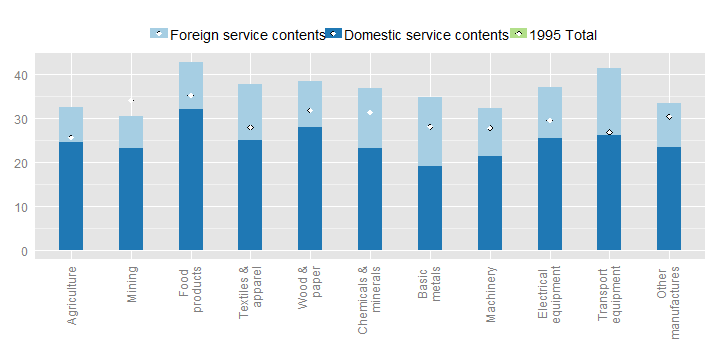 Foreign service contents Domestic service contents 1995 Total
40
30
20
10
0
Agriculture
Mining
Food
products
Textiles &
apparel
Wood &
paper
Chemicals &
minerals
Basic
metals
Machinery
Electrical
equipment
Transport
equipment
Other
manufactures